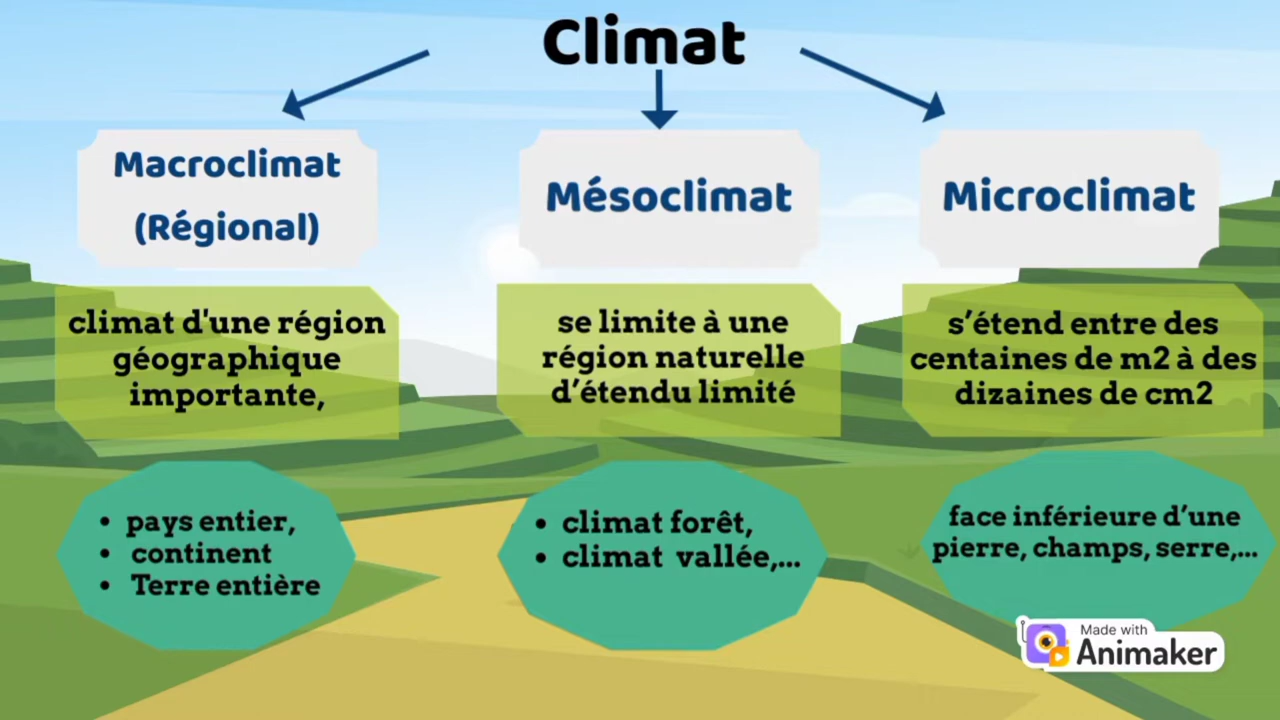 Climat
Macroclimat
(Régional)
Mésoclimat
Microclimat
climat d'une région
géographique
importante,
se limite à une
région naturelle
d’étendu limité
s’étend entre des
centaines de m2 à des
dizaines de cm2
• pays entier,
• continent
• Terre entière
• climat forêt,
• climat vallée,...
face inférieure d’une
pierre, champs, serre,...
Made with
Animaker